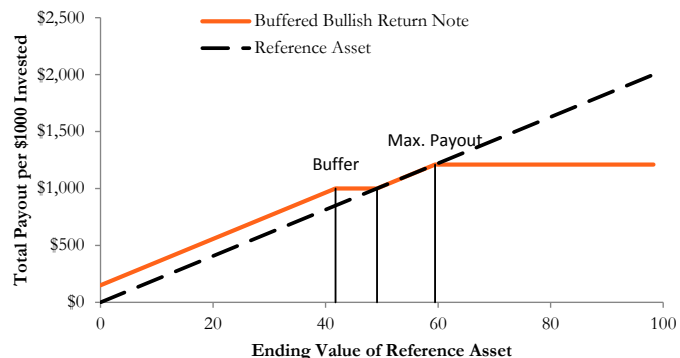 $2,500
$2,000
$1,500
$1,000
$500
$0
Total Payout per $1000 Invested
Buffered Bullish Return Note
Reference Asset
Max. Payout
Buffer
0 20 40 60 80 100
Ending Value of Reference Asset